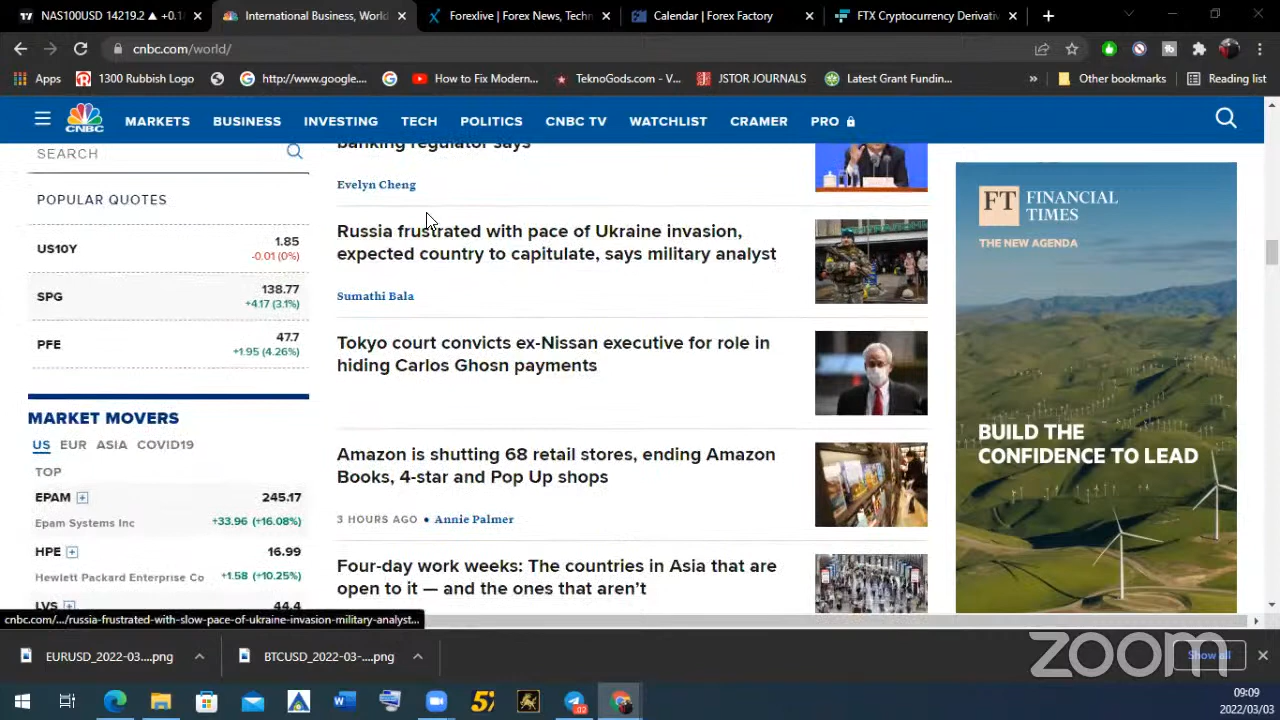 NAS100USD 14219.2 ▲ +0.1
International Business, World
Forexlive | Forex News, Techn
Calendar | Forex Factory
FTX Cryptocurrency Derivati
cnbc.com/world/
Apps
1000 Rubbish Logo
http://www.google....
How to Fix Modern...
TeknoGods.com - V...
JSTOR JOURNALS
Latest Grant Fundin...
»
Other bookmarks
Reading list
CNBC
MARKETS
BUSINESS
INVESTING
TECH
POLITICS
CNBC TV
WATCHLIST
CRAMER
PRO
SEARCH
POPULAR QUOTES
US10Y
1.85
-0.01 (0%)
SPG
138.77
+4.17 (3.1%)
PFE
47.7
+1.95 (4.26%)
MARKET MOVERS
US EUR ASIA COVID19
TOP
EPAM
245.17
Epam Systems Inc
+33.96 (+16.08%)
HPE
16.99
Hewlett Packard Enterprise Co
+1.58 (+10.25%)
LVS
44.4
banking regulator says
Evelyn Cheng
Russia frustrated with pace of Ukraine invasion,
expected country to capitulate, says military analyst
Sumathi Bala
Tokyo court convicts ex-Nissan executive for role in
hiding Carlos Ghosn payments
Amazon is shutting 68 retail stores, ending Amazon
Books, 4-star and Pop Up shops
3 HOURS AGO • Annie Palmer
Four-day work weeks: The countries in Asia that are
open to it — and the ones that aren't
FT
FINANCIAL
TIMES
THE NEW AGENDA
BUILD THE
CONFIDENCE TO LEAD
cnbc.com/.../russia-frustrated-with-slow-pace-of-ukraine-invasion-military-analyst...
EURUSD_2022-03....png
BTCUSD_2022-03-....png
Show all
zoom
09:09
2022/03/03